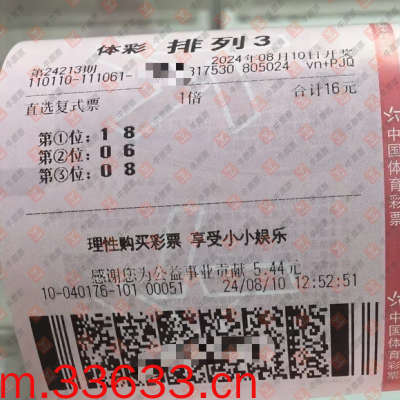 体彩 排列3
第24213期 2024年08月10日开奖
110110-111061- 317530 805024 vn+PJQ
直选复式票 1倍 合计16元
第①位：1 8
第②位：0 6
第③位：0 8
理性购买彩票 享受小小娱乐
感谢您为公益事业贡献 5.44元
10-040176-101 00051 24/08/10 12:52:51
中国体育彩票
中国
m.33633.cn